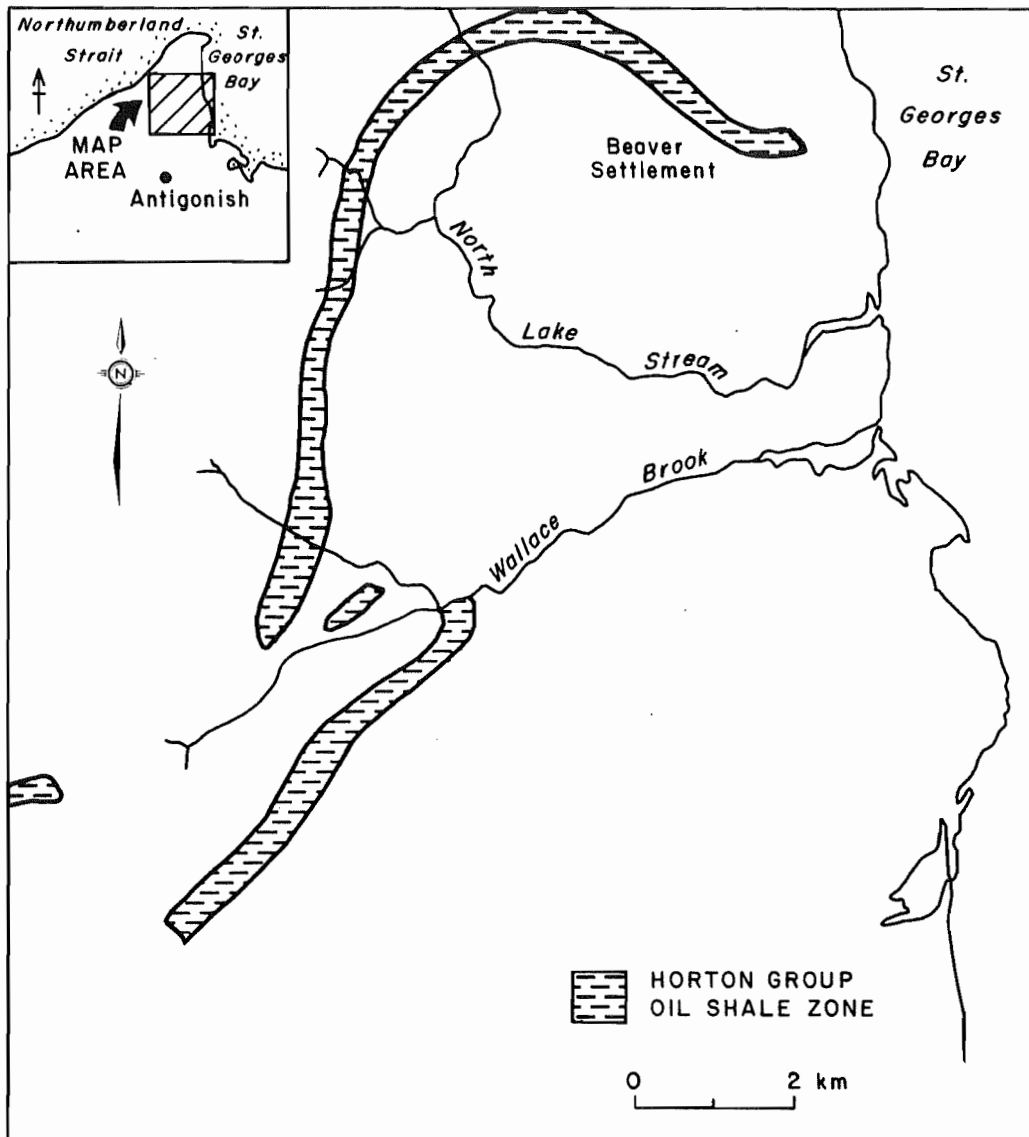 Northumberland
Strait
St.
Georges
Bay
MAP
AREA
Antigonish
St.
Georges
Bay
Beaver
Settlement
North
Lake
Stream
N
Brook
Wallace
HORTON GROUP
OIL SHALE ZONE
0 2 km